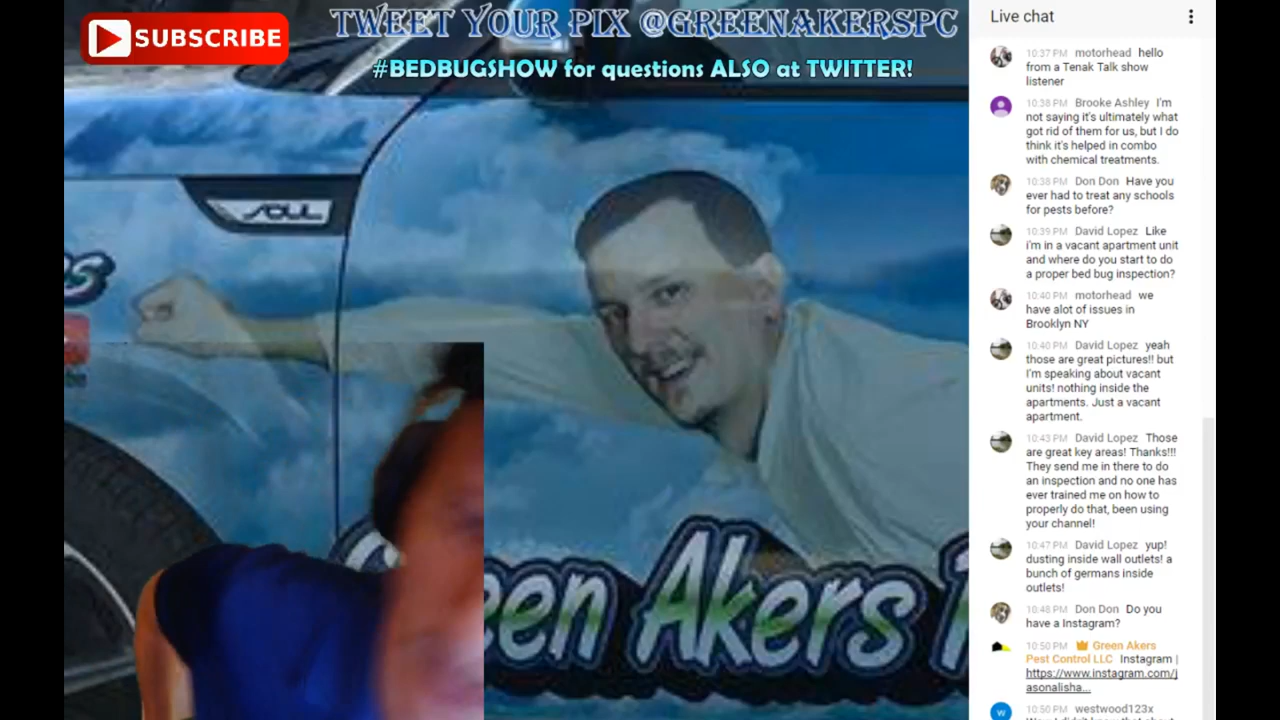 SUBSCRIBE
TWEET YOUR PIX @GREENAKERSPC
#BEDBUGSHOW for questions ALSO at TWITTER!
SOUL
een Akers
Live chat
10:37 PM motorhead hello
from a Tenak Talk show
listener
10:38 PM Brooke Ashley I'm
not saying it's ultimately what
got rid of them for us, but I do
think it's helped in combo
with chemical treatments.
10:38 PM Don Don Have you
ever had to treat any schools
for pests before?
10:39 PM David Lopez Like
i'm in a vacant apartment unit
and where do you start to do
a proper bed bug inspection?
10:40 PM motorhead we
have alot of issues in
Brooklyn NY
10:40 PM David Lopez yeah
those are great pictures!! but
I'm speaking about vacant
units! nothing inside the
apartments. Just a vacant
apartment.
10:43 PM David Lopez Those
are great key areas! Thanks!!!
They send me in there to do
an inspection and no one has
ever trained me on how to
properly do that, been using
your channel!
10:47 PM David Lopez yup!
dusting inside wall outlets! a
bunch of germans inside
outlets!
10:48 PM Don Don Do you
have a Instagram?
10:50 PM Green Akers
Pest Control LLC Instagram |
https://www.instagram.com/j
asonalisha...
w 10:50 PM westwood123x